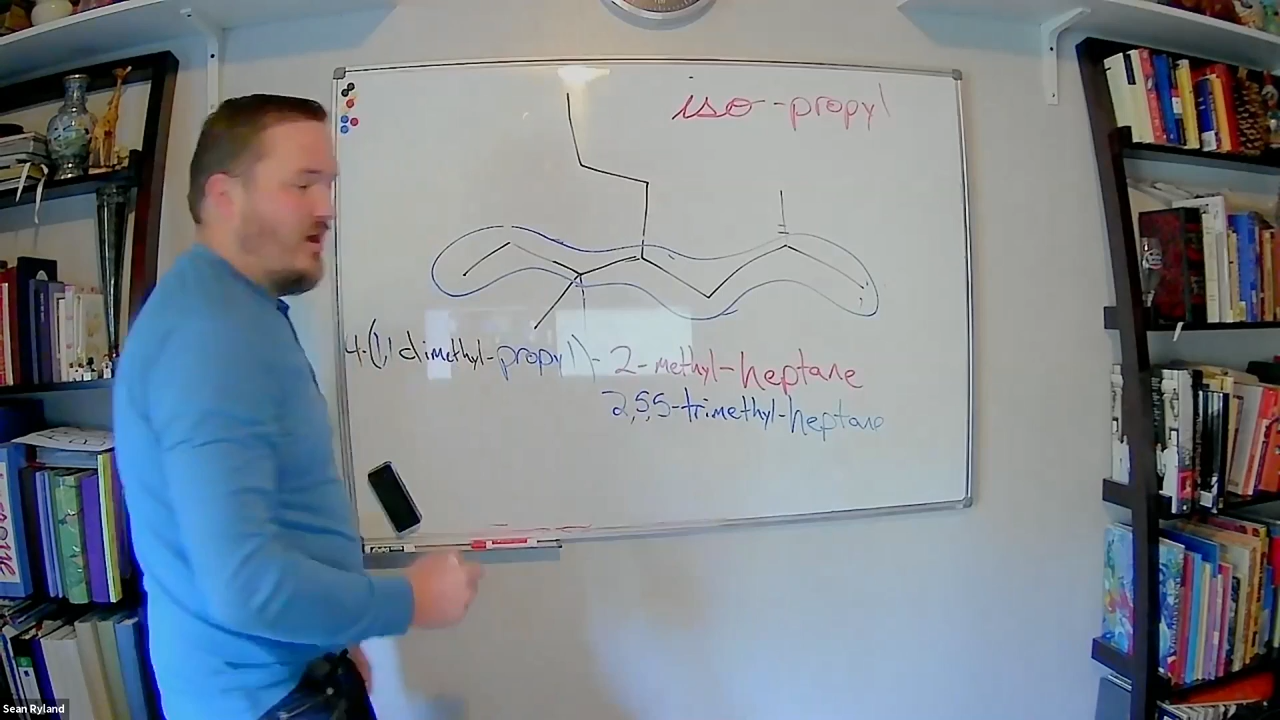 iso-propyl
4-(1,1 dimethyl-propyl)-2-methyl-heptane
2,5,5-trimethyl-heptane
Sean Ryland